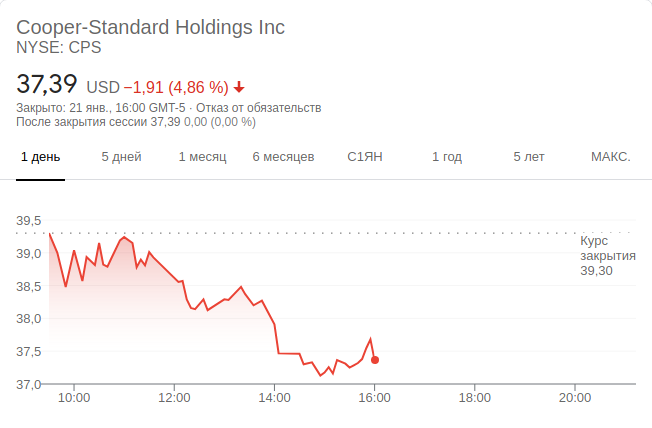 Cooper-Standard Holdings Inc
NYSE: CPS
37,39 USD −1,91 (4,86 %)
Закрыто: 21 янв., 16:00 GMT-5 · Отказ от обязательств
После закрытия сессии 37,39 0,00 (0,00 %)
1 день 5 дней 1 месяц 6 месяцев С1ЯН 1 год 5 лет МАКС.
39,5
Курс
закрытия
39,30
39,0
38,5
38,0
37,5
37,0
10:00 12:00 14:00 16:00 18:00 20:00